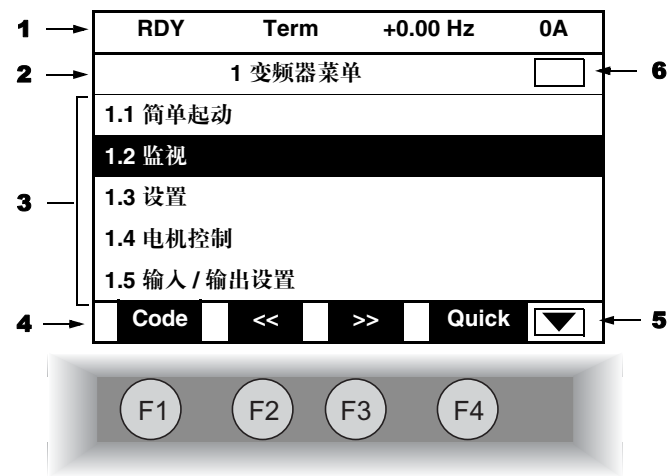 1 RDY Term +0.00 Hz 0A
2 1 变频器菜单 6
1.1 简单起动
1.2 监视
3 1.3 设置
1.4 电机控制
1.5 输入 / 输出设置
4 Code << >> Quick 5
F1 F2 F3 F4